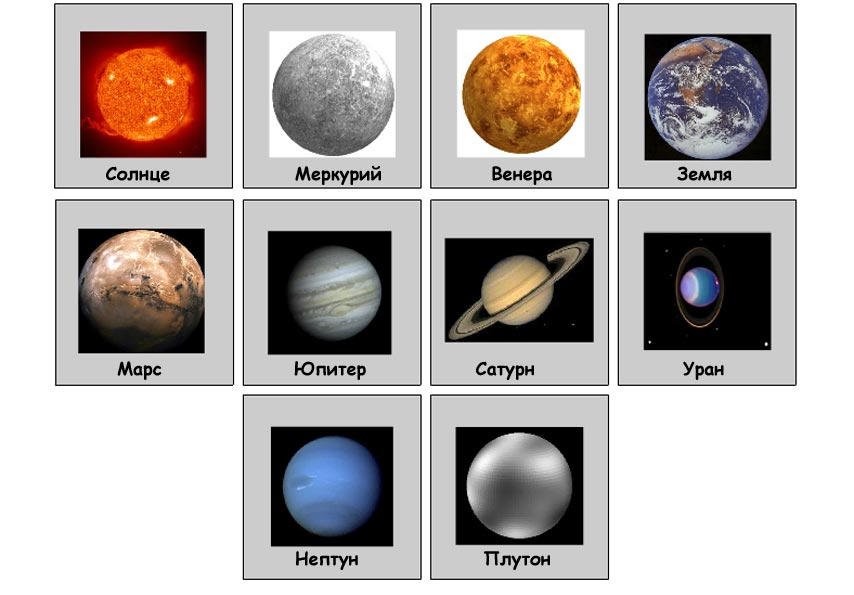 Солнце
Меркурий
Венера
Земля
Марс
Юпитер
Сатурн
Уран
Нептун
Плутон